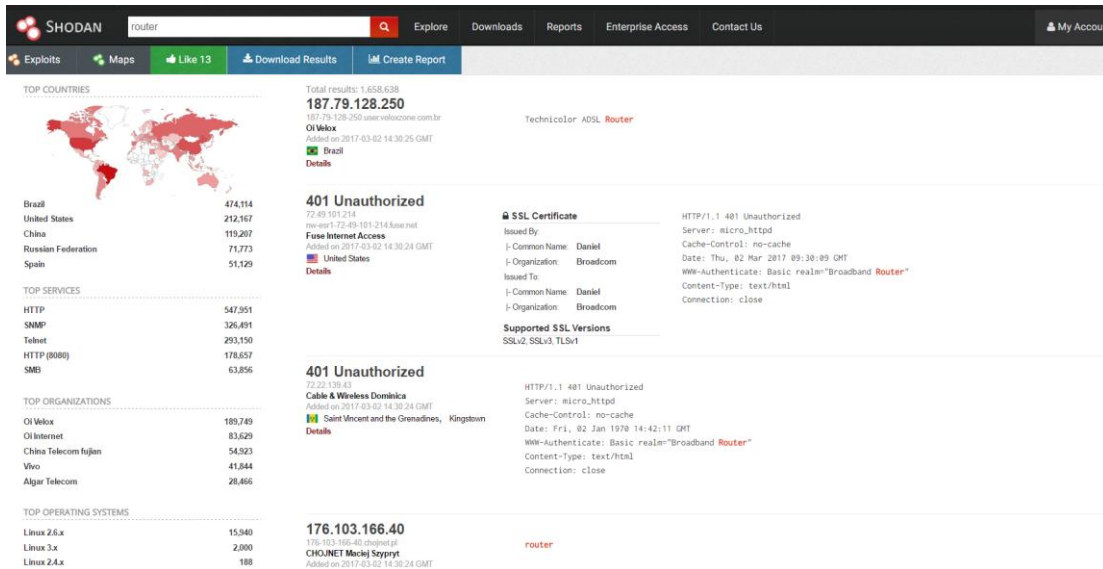 SHODAN router Explore Downloads Reports Enterprise Access Contact Us My Accou
Exploits Maps Like 13 Download Results Create Report
TOP COUNTRIES
Brazil 474,114
United States 212,167
China 119,207
Russian Federation 71,773
Spain 51,129
TOP SERVICES
HTTP 547,951
SNMP 326,491
Telnet 293,150
HTTP (8080) 178,657
SMB 63,856
TOP ORGANIZATIONS
Oi Velox 189,749
Oi Internet 83,629
China Telecom fujian 54,923
Vivo 41,844
Algar Telecom 28,466
TOP OPERATING SYSTEMS
Linux 2.6.x 15,940
Linux 3.x 2,000
Linux 2.4.x 188
Total results: 1,658,638
187.79.128.250
187-79-128-250.user.veloxzone.com.br
Oi Velox
Added on 2017-03-02 14:30:25 GMT
Brazil
Details
Technicolor ADSL Router
401 Unauthorized
72.49.101.214
nw-esr1-72-49-101-214.fuse.net
Fuse Internet Access
Added on 2017-03-02 14:30:24 GMT
United States
Details
SSL Certificate
Issued By:
|- Common Name: Daniel
|- Organization: Broadcom
Issued To:
|- Common Name: Daniel
|- Organization: Broadcom
Supported SSL Versions
SSLv2, SSLv3, TLSv1
HTTP/1.1 401 Unauthorized
Server: micro_httpd
Cache-Control: no-cache
Date: Thu, 02 Mar 2017 09:30:09 GMT
WWW-Authenticate: Basic realm="Broadband Router"
Content-Type: text/html
Connection: close
401 Unauthorized
72.22.139.43
Cable & Wireless Dominica
Added on 2017-03-02 14:30:24 GMT
Saint Vincent and the Grenadines, Kingstown
Details
HTTP/1.1 401 Unauthorized
Server: micro_httpd
Cache-Control: no-cache
Date: Fri, 02 Jan 1970 14:42:11 GMT
WWW-Authenticate: Basic realm="Broadband Router"
Content-Type: text/html
Connection: close
176.103.166.40
176-103-166-40.chojnet.pl
CHOJNET Maciej Szypryt
Added on 2017-03-02 14:30:24 GMT
router